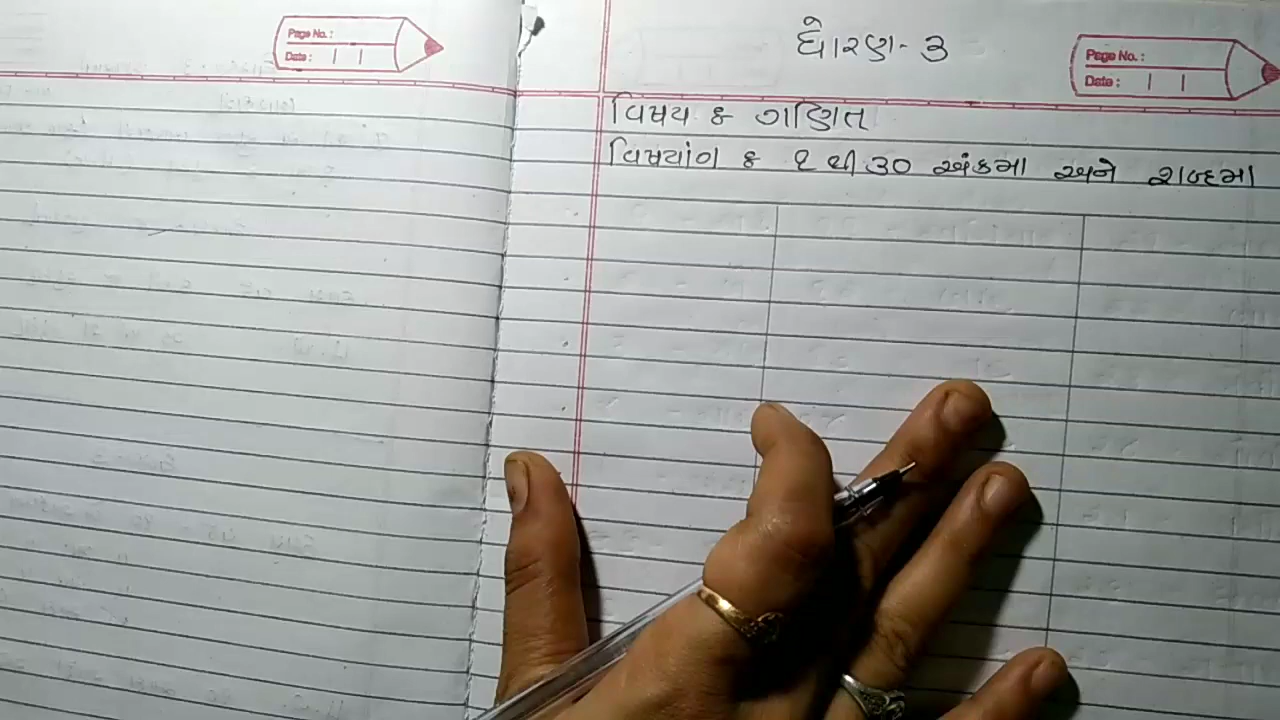 Page No. :
Date :
ધોરણ - ૩
Page No. :
Date :
વિષય : ગણિત
વિષયાંગ : ૧ થી ૩૦ અંકમા અને શબ્દમા